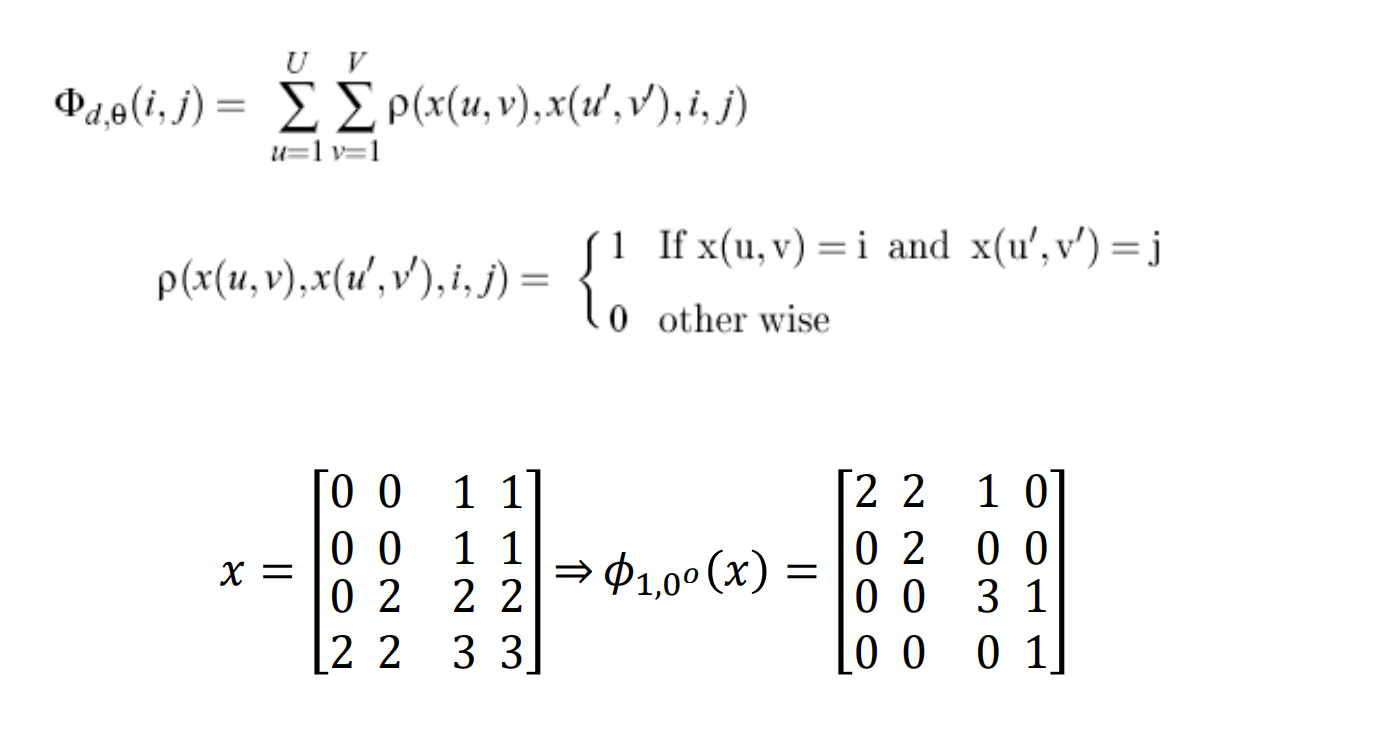 Φ_{d,θ}(i, j) = \sum_{u=1}^{U} \sum_{v=1}^{V} ρ(x(u, v), x(u′, v′), i, j)
ρ(x(u, v), x(u′, v′), i, j) = { 1 If x(u, v) = i and x(u′, v′) = j
0 other wise
x = [0 0 1 1; 0 0 1 1; 0 2 2 2; 2 2 3 3] ⇒ ϕ_{1,0^o}(x) = [2 2 1 0; 0 2 0 0; 0 0 3 1; 0 0 0 1]